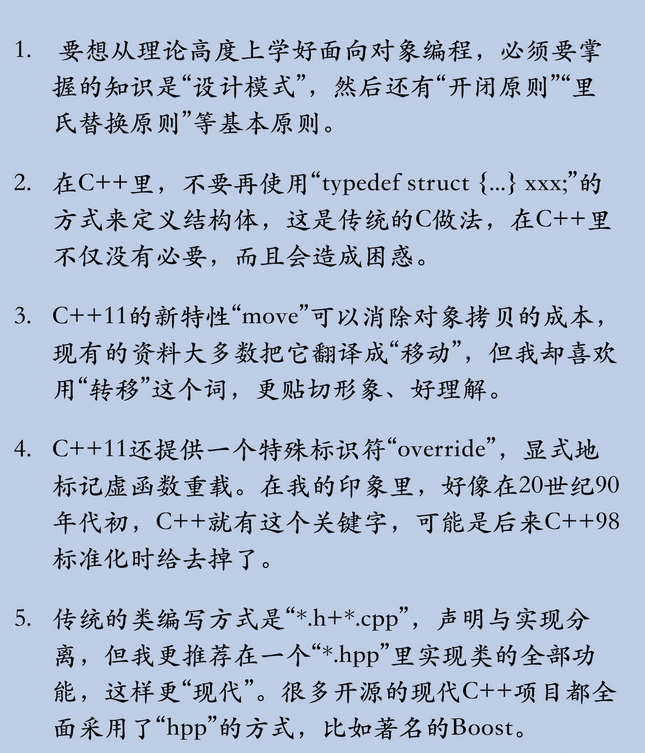 1. 要想从理论高度上学好面向对象编程，必须要掌
握的知识是“设计模式”，然后还有“开闭原则”“里
氏替换原则”等基本原则。
2. 在C++里，不要再使用“typedef struct {...} xxx;”的
方式来定义结构体，这是传统的C做法，在C++里
不仅没有必要，而且会造成困惑。
3. C++11的新特性“move”可以消除对象拷贝的成本，
现有的资料大多数把它翻译成“移动”，但我却喜欢
用“转移”这个词，更贴切形象、好理解。
4. C++11还提供一个特殊标识符“override”，显式地
标记虚函数重载。在我的印象里，好像在20世纪90
年代初，C++就有这个关键字，可能是后来C++98
标准化时给去掉了。
5. 传统的类编写方式是“*.h+*.cpp”，声明与实现分
离，但我更推荐在一个“*.hpp”里实现类的全部功
能，这样更“现代”。很多开源的现代C++项目都全
面采用了“hpp”的方式，比如著名的Boost。